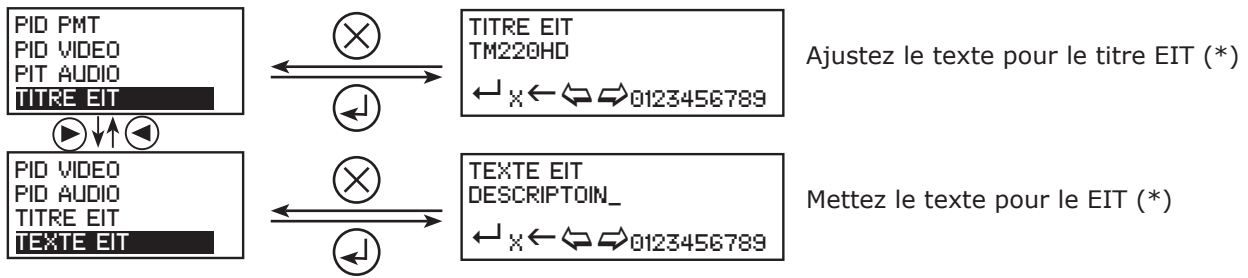 PID PMT
PID VIDEO
PIT AUDIO
TITRE EIT
TITRE EIT
TM220HD
↵ X ← ⇦ ⇨ 0123456789
Ajustez le texte pour le titre EIT (*)
PID VIDEO
PID AUDIO
TITRE EIT
TEXTE EIT
TEXTE EIT
DESCRIPTOIN_
↵ X ← ⇦ ⇨ 0123456789
Mettez le texte pour le EIT (*)